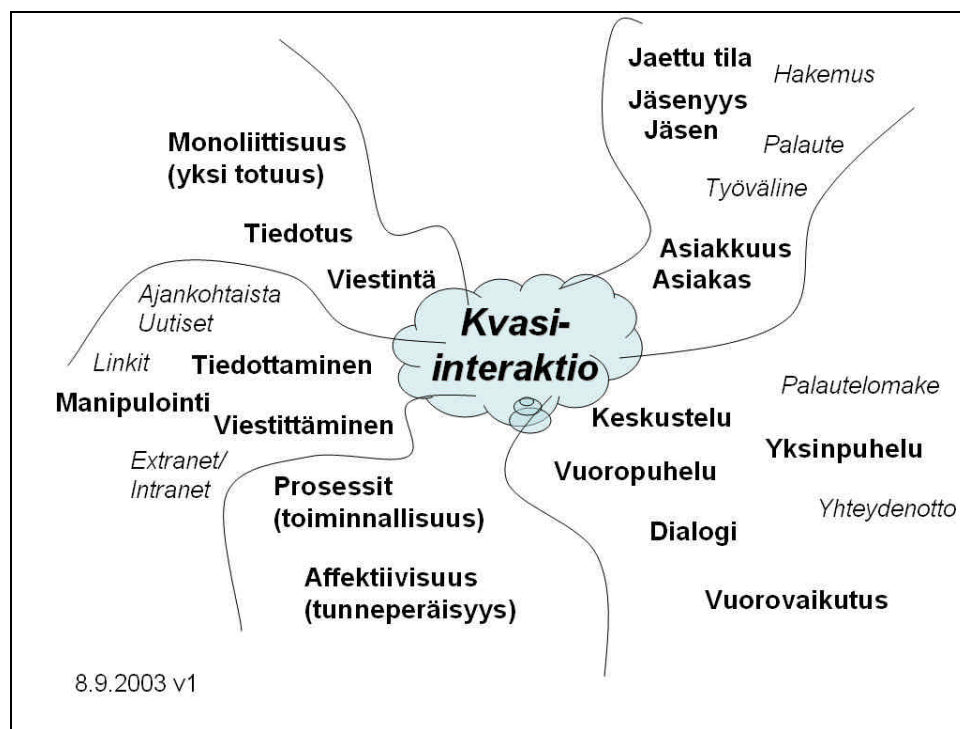 Jaettu tila
Hakemus
Jäsenyys
Jäsen
Palaute
Työväline
Asiakkuus
Asiakas
Monoliittisuus
(yksi totuus)
Tiedotus
Viestintä
Ajankohtaista
Uutiset
Linkit
Tiedottaminen
Manipulointi
Viestittäminen
Extranet/
Intranet
Kvasi-
interaktio
Prosessit
(toiminnallisuus)
Affektiivisuus
(tunneperäisyys)
Palautelomake
Keskustelu
Yksinpuhelu
Vuoropuhelu
Yhteydenotto
Dialogi
Vuorovaikutus
8.9.2003 v1